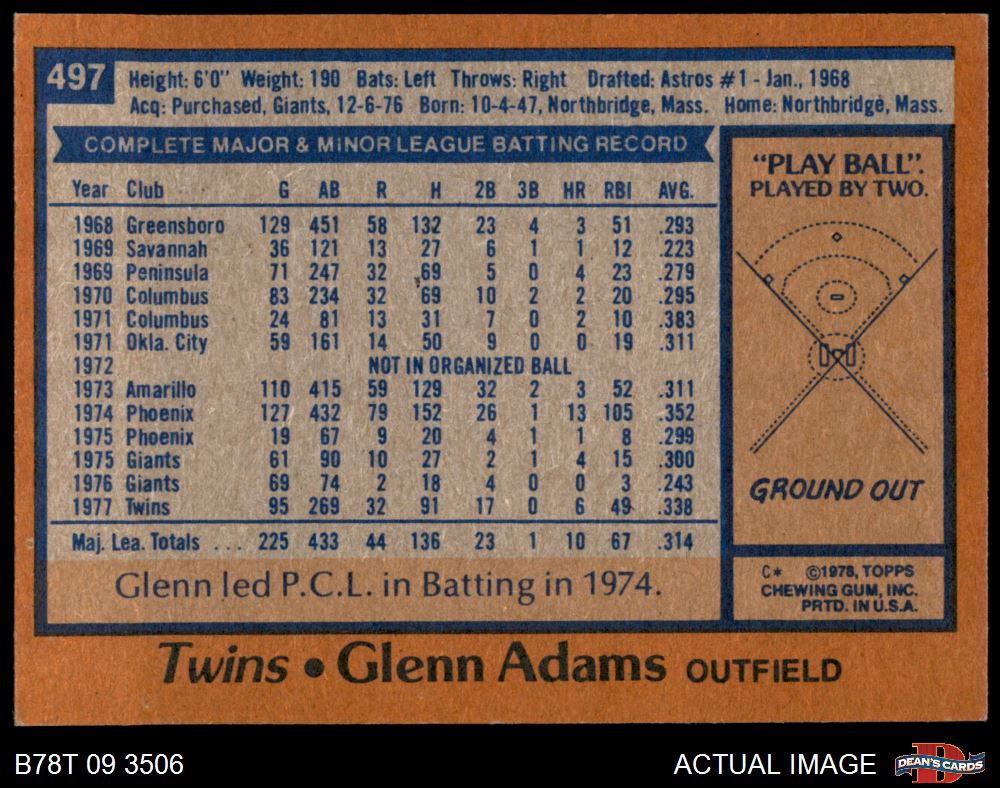 497
Height: 6'0" Weight: 190 Bats: Left Throws: Right Drafted: Astros #1 - Jan., 1968
Acq: Purchased, Giants, 12-6-76 Born: 10-4-47, Northbridge, Mass. Home: Northbridge, Mass.
COMPLETE MAJOR & MINOR LEAGUE BATTING RECORD
Year Club G AB R H 2B 3B HR RBI AVG.
1968 Greensboro 129 451 58 132 23 4 3 51 .293
1969 Savannah 36 121 13 27 6 1 1 12 .223
1969 Peninsula 71 247 32 69 5 0 4 23 .279
1970 Columbus 83 234 32 69 10 2 2 20 .295
1971 Columbus 24 81 13 31 7 0 2 10 .383
1971 Okla. City 59 161 14 50 9 0 0 19 .311
1972 NOT IN ORGANIZED BALL
1973 Amarillo 110 415 59 129 32 2 3 52 .311
1974 Phoenix 127 432 79 152 26 1 13 105 .352
1975 Phoenix 19 67 9 20 4 1 1 8 .299
1975 Giants 61 90 10 27 2 1 4 15 .300
1976 Giants 69 74 2 18 4 0 0 3 .243
1977 Twins 95 269 32 91 17 0 6 49 .338
Maj. Lea. Totals ... 225 433 44 136 23 1 10 67 .314
Glenn led P.C.L. in Batting in 1974.
"PLAY BALL".
PLAYED BY TWO.
GROUND OUT
C* ©1978, TOPPS
CHEWING GUM, INC.
PRTD. IN U.S.A.
Twins • Glenn Adams OUTFIELD
B78T 09 3506
ACTUAL IMAGE
D
DEAN'S CARDS